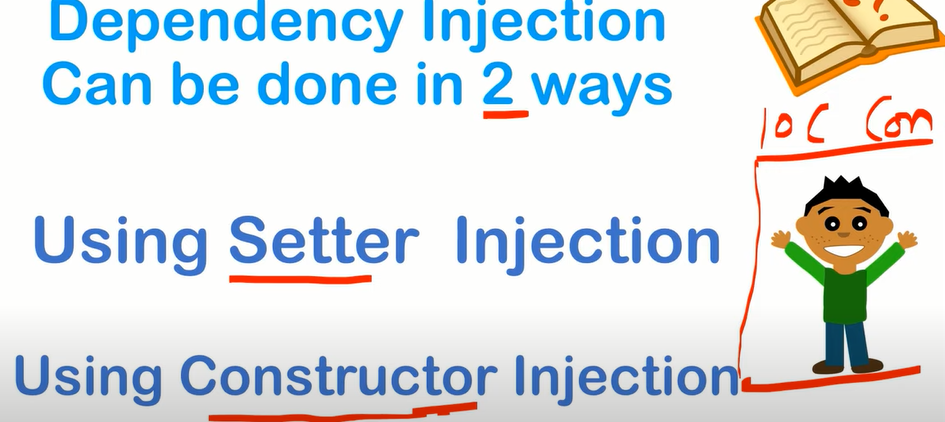 Dependency Injection
Can be done in 2 ways
IOC Con
Using Setter Injection
Using Constructor Injection